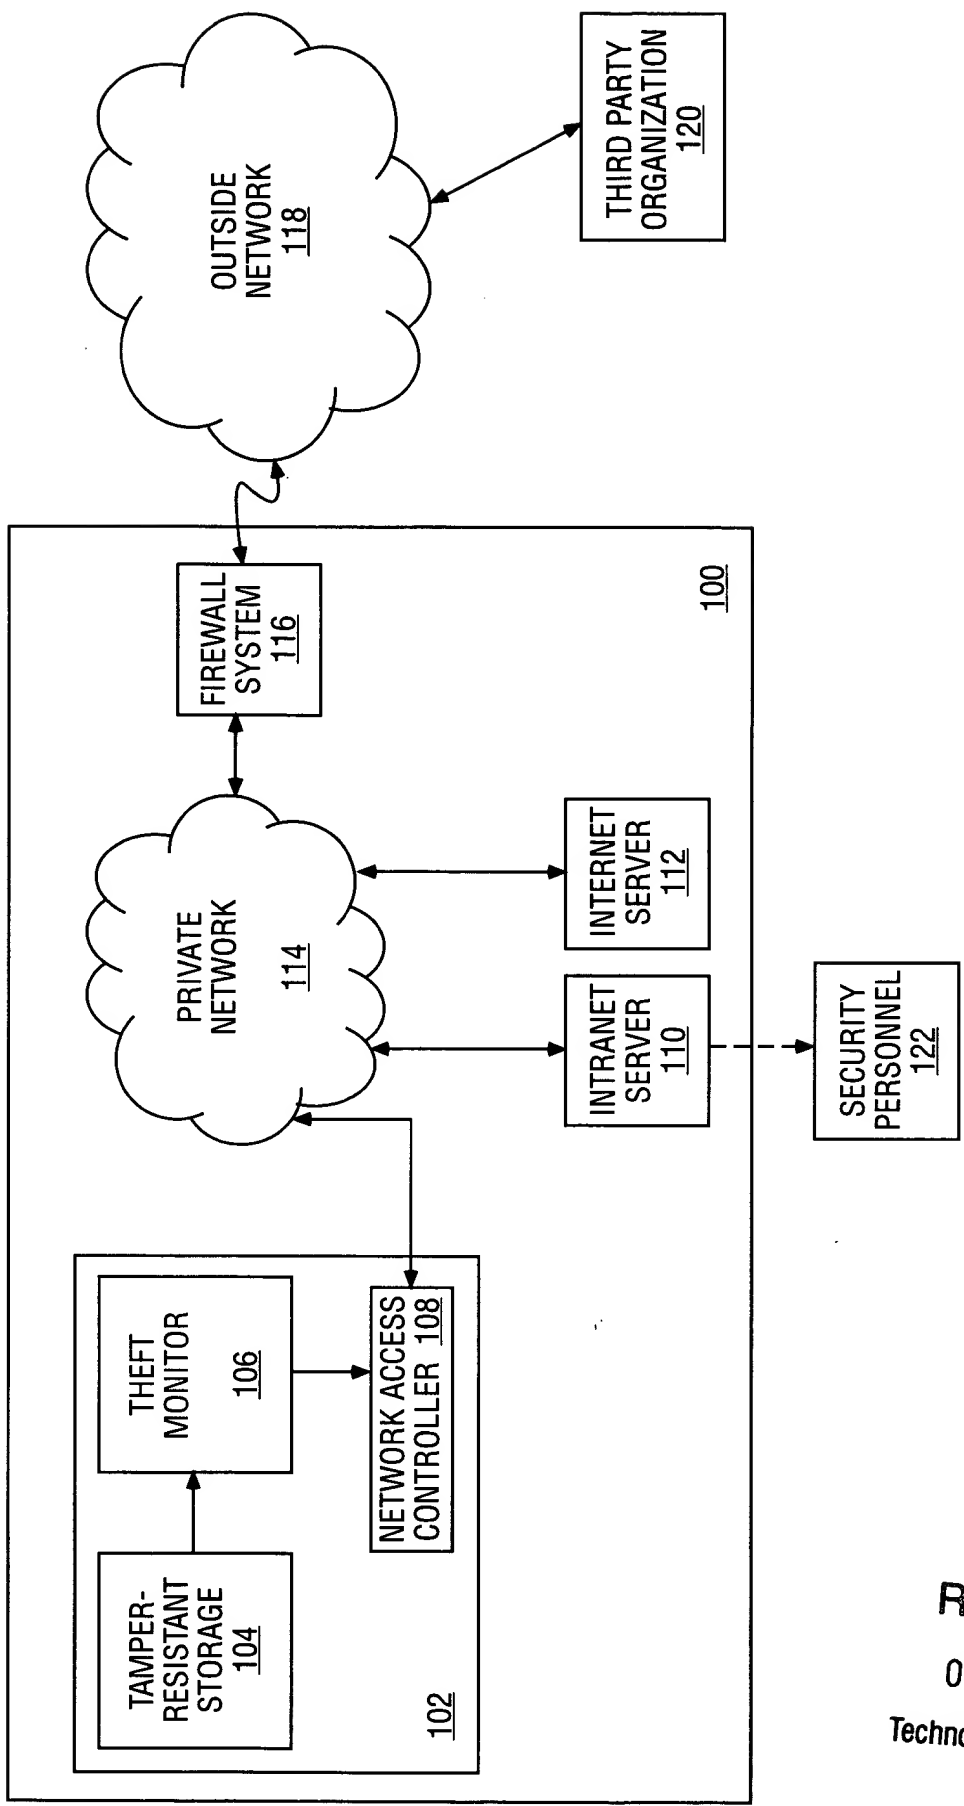 TAMPER-
RESISTANT
STORAGE
104
THEFT
MONITOR
106
NETWORK ACCESS
CONTROLLER 108
102
PRIVATE
NETWORK
114
INTRANET
SERVER
110
INTERNET
SERVER
112
FIREWALL
SYSTEM
116
100
OUTSIDE
NETWORK
118
THIRD PARTY
ORGANIZATION
120
SECURITY
PERSONNEL
122